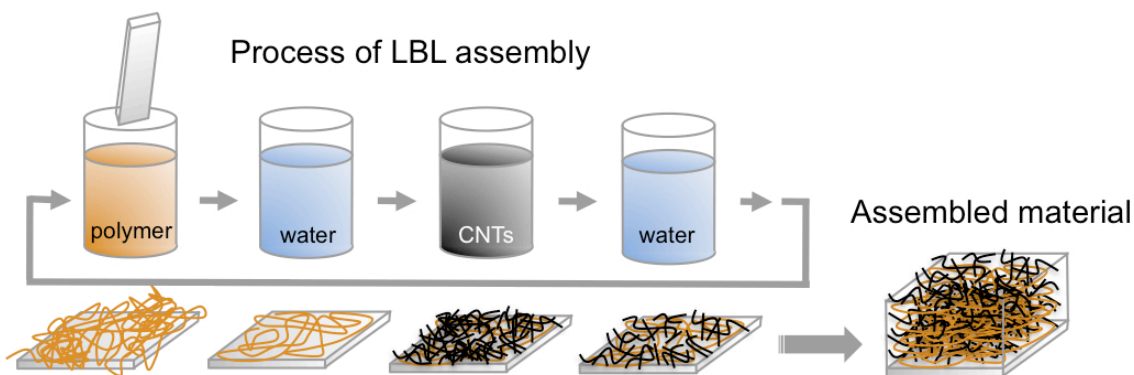 Process of LBL assembly
polymer
water
CNTs
water
Assembled material